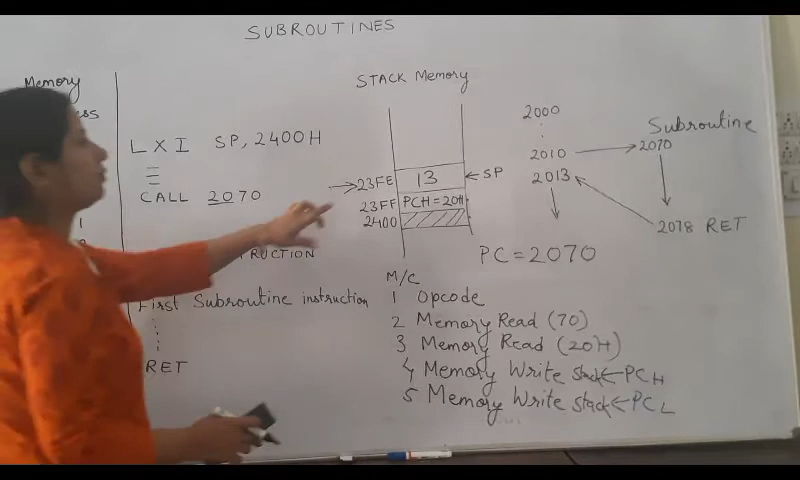 SUBROUTINES
Memory
ss
LXI SP, 2400H
CALL 2070
RUCTION
First Subroutine instruction
RET
STACK Memory
23FE 13 ← SP
23FF PCH = 20H
2400
2000
2010 → 2070
2013
Subroutine
2078 RET
PC = 2070
M/C
1 Opcode
2 Memory Read (70)
3 Memory Read (20H)
4 Memory Write Stack ← PCH
5 Memory Write Stack ← PCL